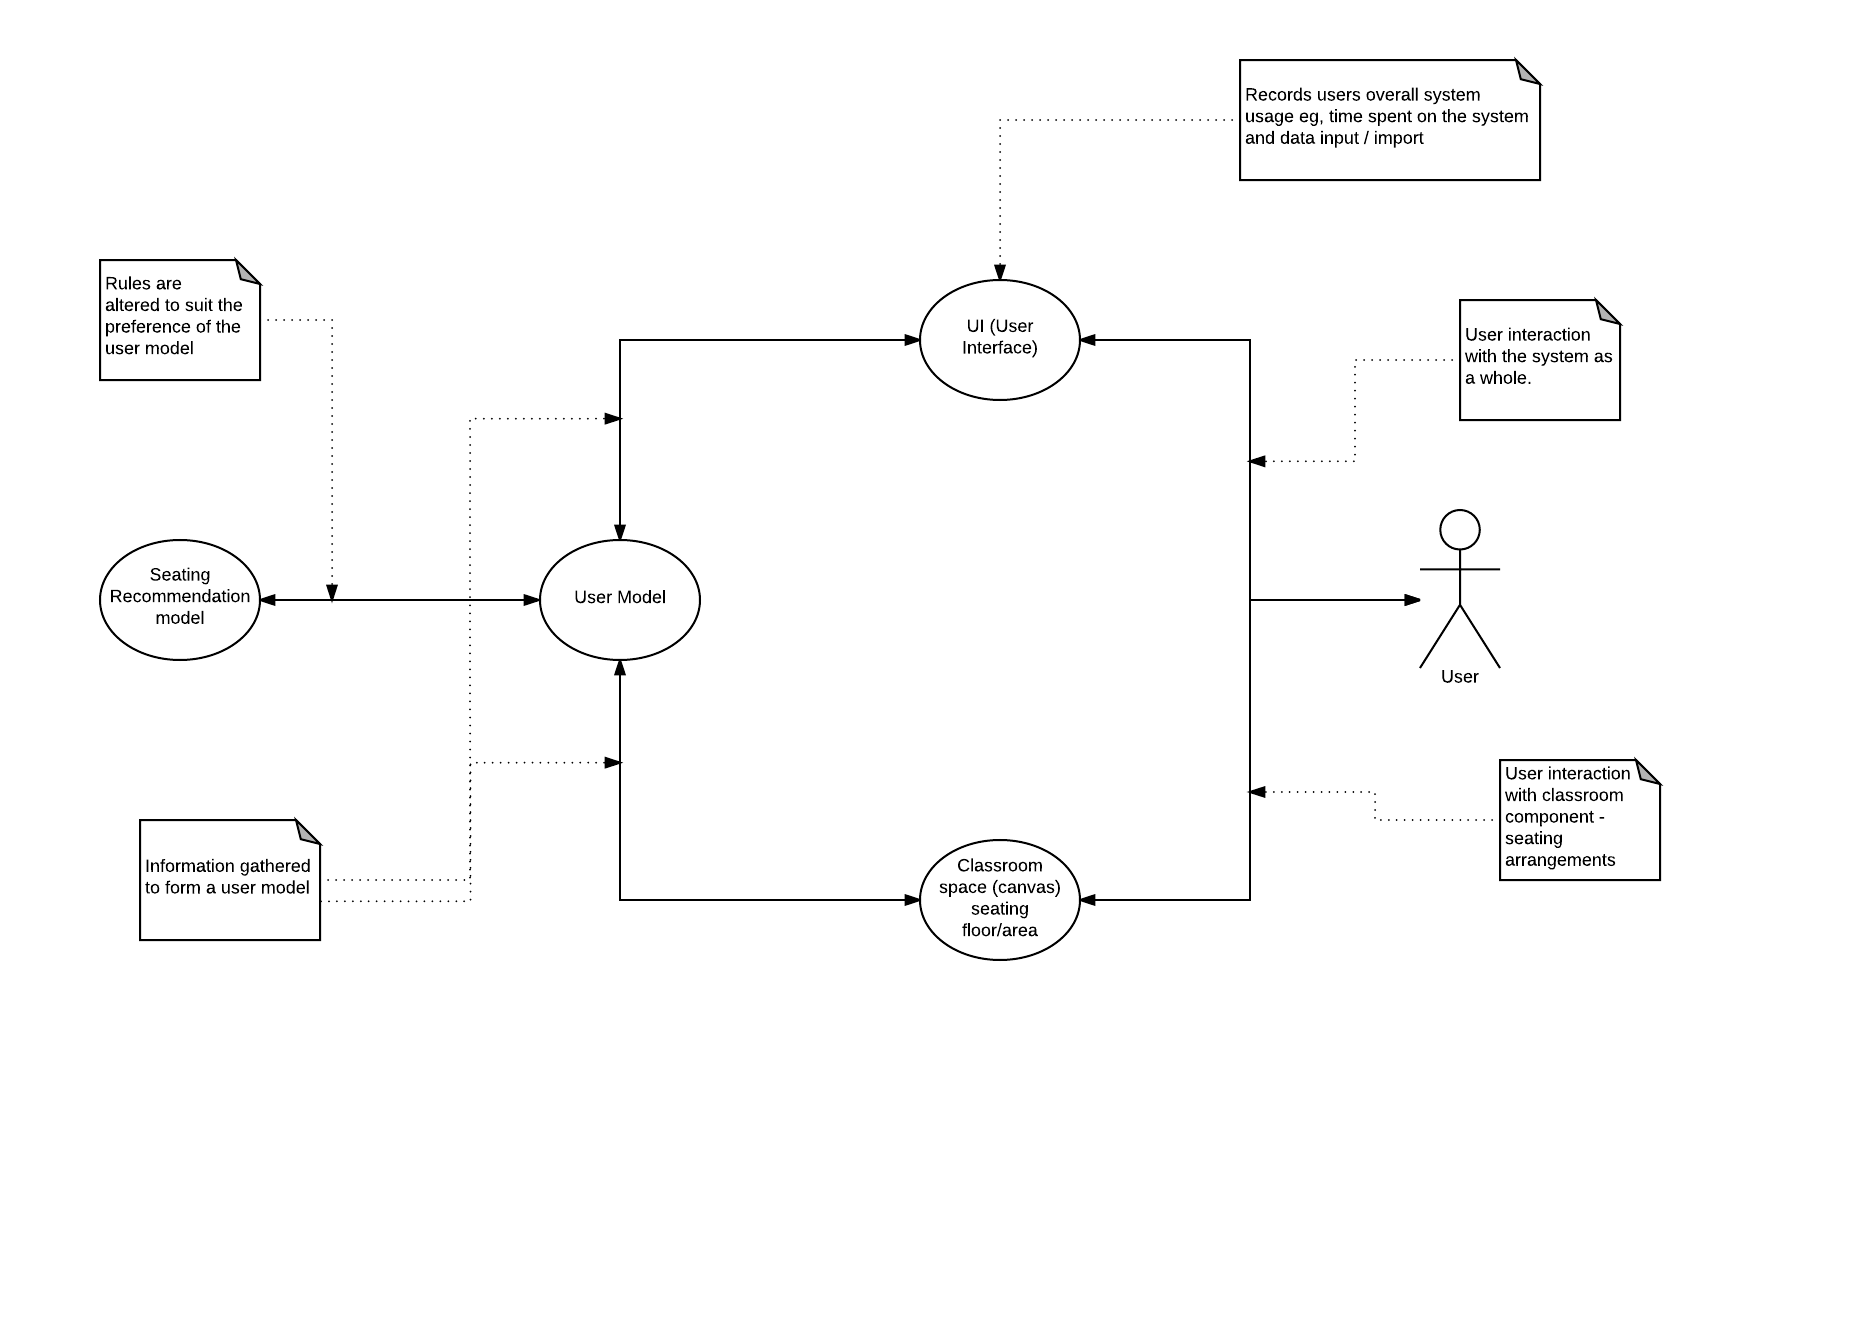 Records users overall system
usage eg, time spent on the system
and data input / import
Rules are
altered to suit the
preference of the
user model
UI (User
Interface)
User interaction
with the system as
a whole.
Seating
Recommendation
model
User Model
User
User interaction
with classroom
component -
seating
arrangements
Information gathered
to form a user model
Classroom
space (canvas)
seating
floor/area